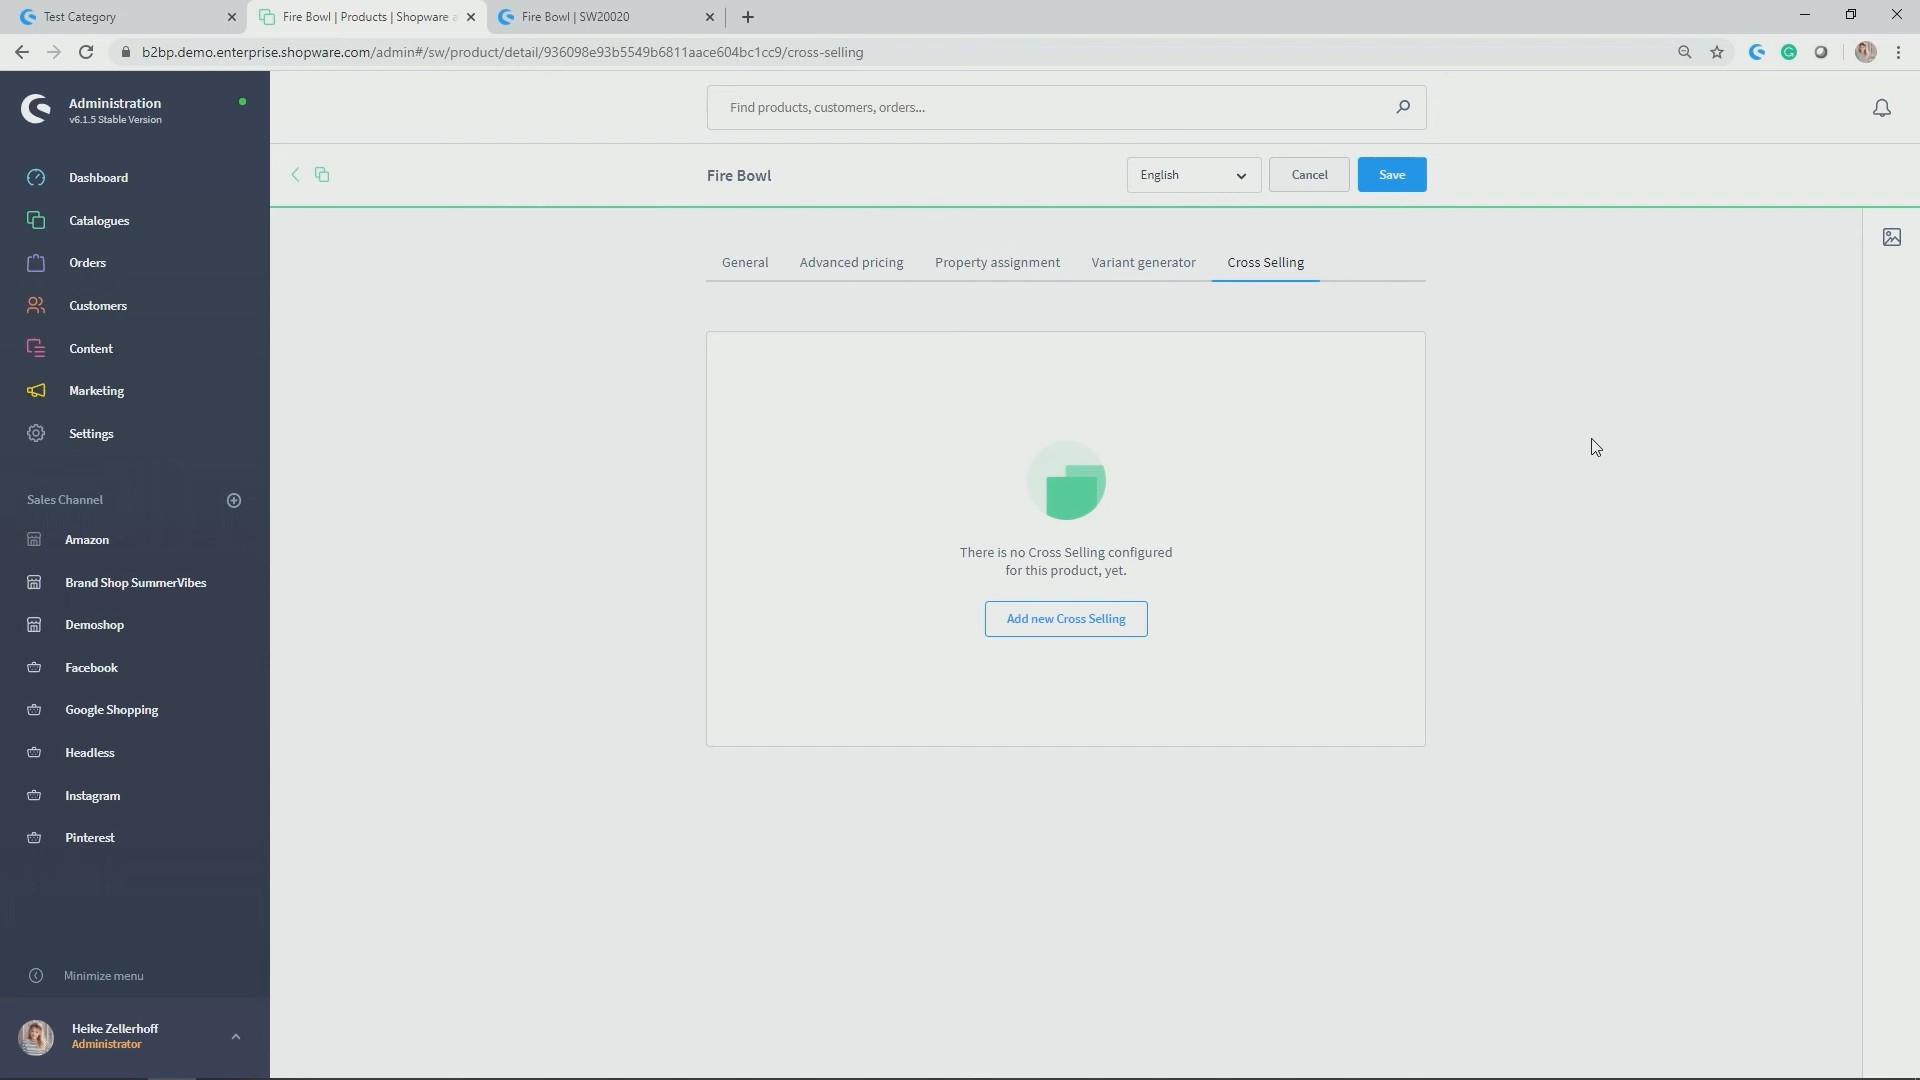 Test Category
Fire Bowl | Products | Shopware a
Fire Bowl | SW20020
b2bp.demo.enterprise.shopware.com/admin#/sw/product/detail/936098e93b5549b6811aace604bc1cc9/cross-selling
Administration
v6.1.5 Stable Version
Find products, customers, orders...
Fire Bowl
English
Cancel
Save
Dashboard
Catalogues
Orders
Customers
Content
Marketing
Settings
Sales Channel
Amazon
Brand Shop SummerVibes
Demoshop
Facebook
Google Shopping
Headless
Instagram
Pinterest
Minimize menu
Heike Zellerhoff
Administrator
General
Advanced pricing
Property assignment
Variant generator
Cross Selling
There is no Cross Selling configured
for this product, yet.
Add new Cross Selling